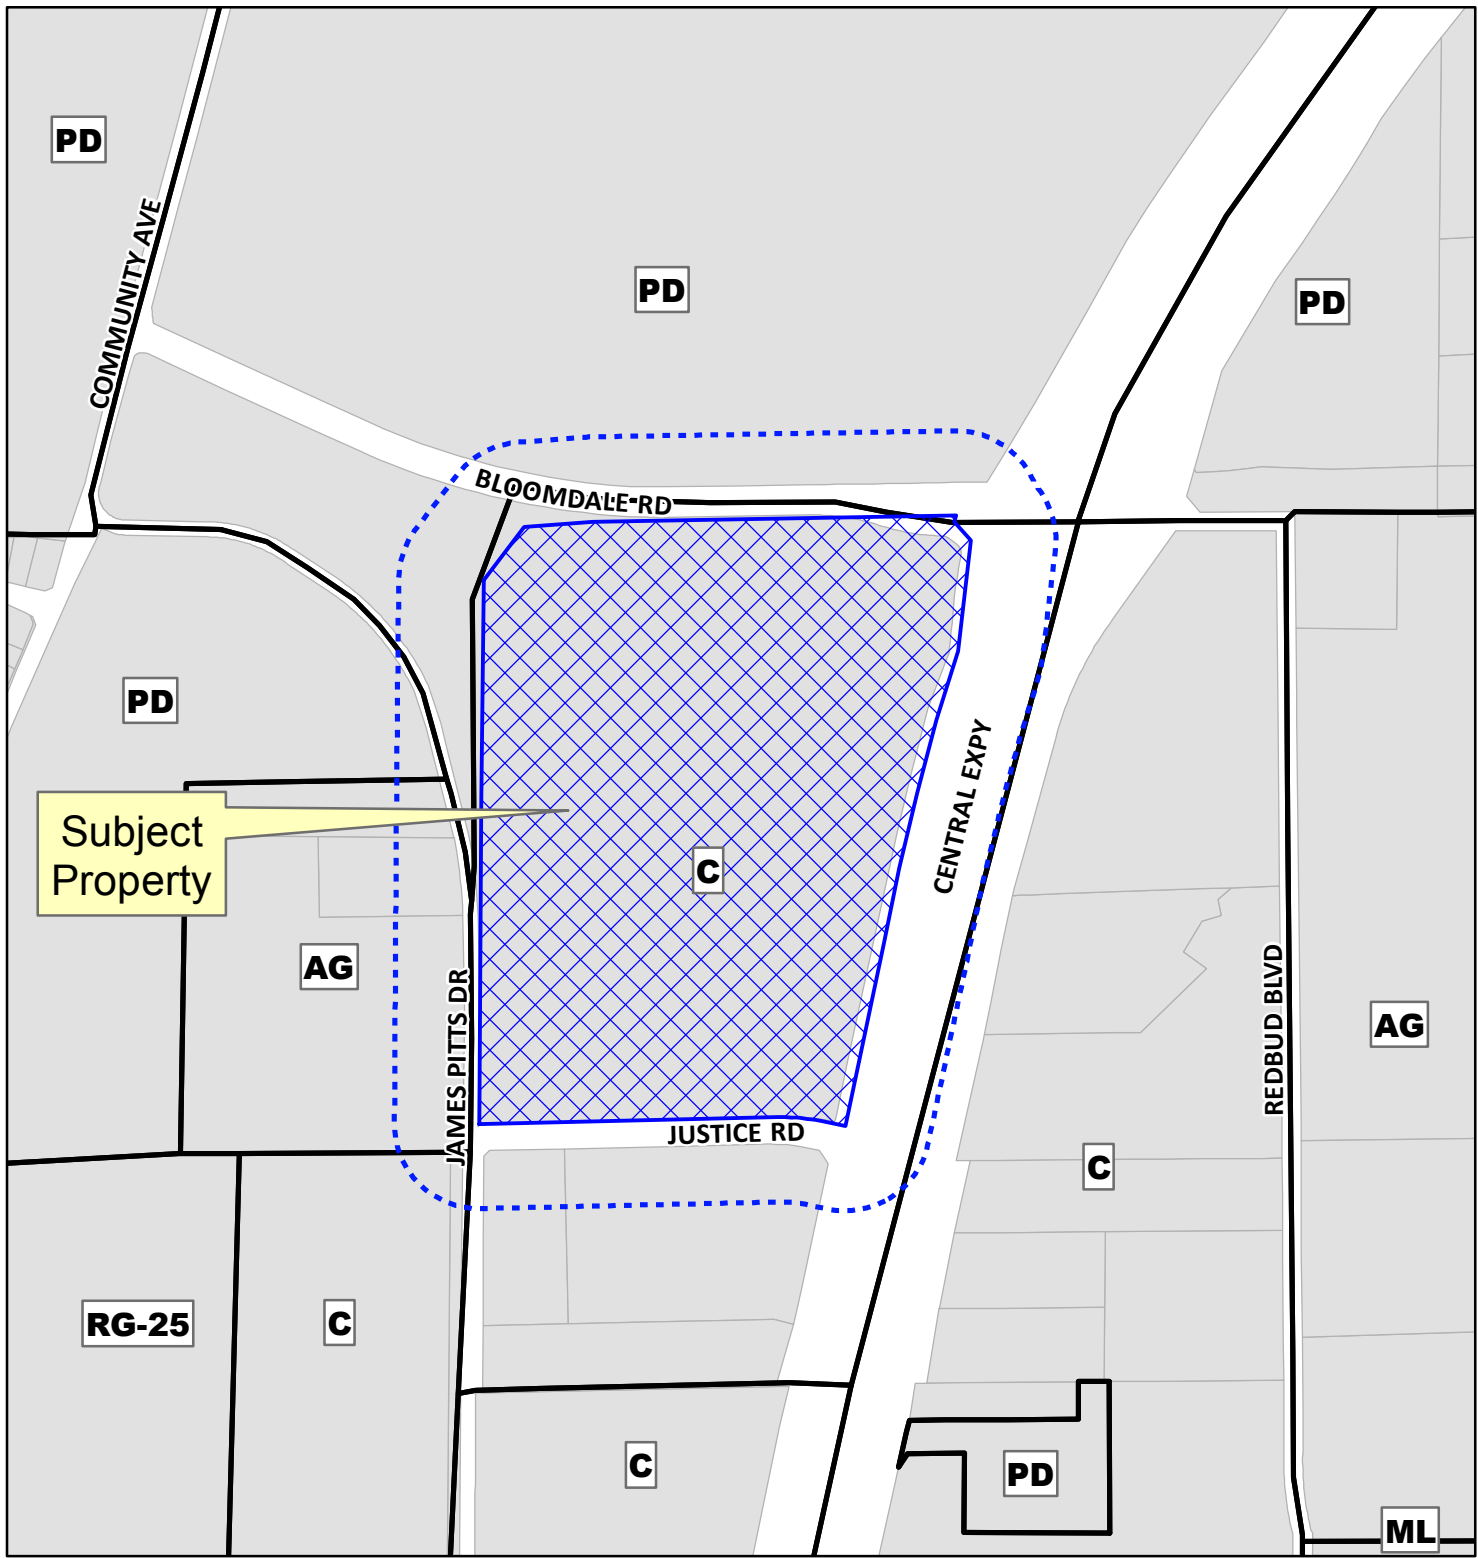 PD
COMMUNITY AVE
PD
PD
BLOOMDALE RD
PD
CENTRAL EXPY
Subject
Property
C
AG
JAMES PITTS DR
REDBUD BLVD
AG
JUSTICE RD
C
RG-25
C
C
PD
ML